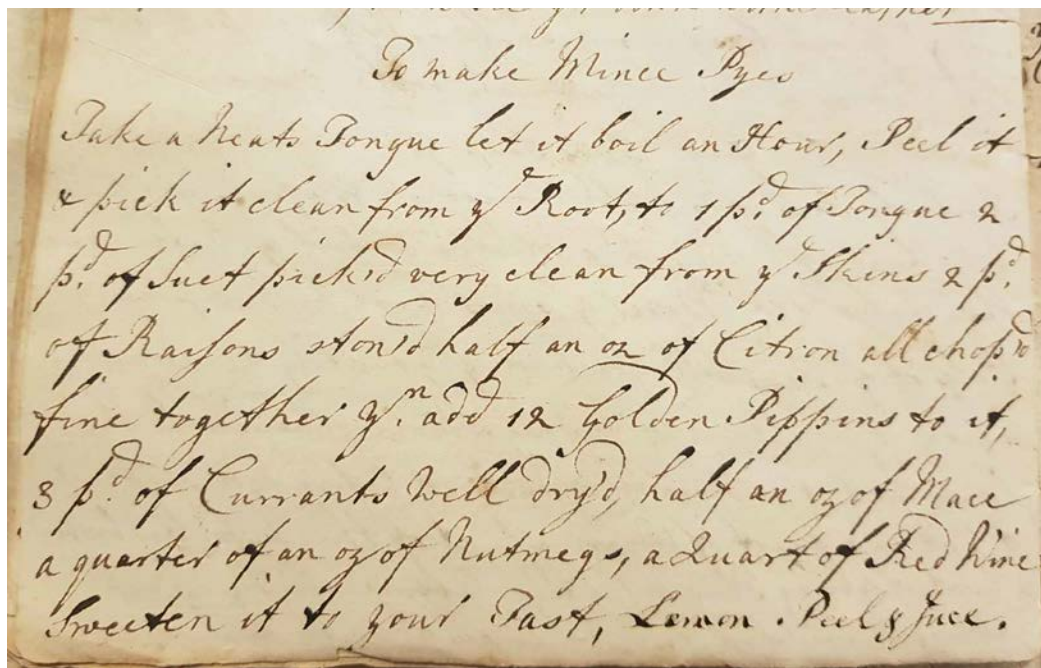 To make Mince Pyes
Take a Neats Tongue let it boil an Hour, Peel it
& pick it clean from yᵉ Root, to 1 pᵈ. of Tongue 2
pᵈ. of Suet pick'd very clean from yᵉ Skins 2 pᵈ.
of Raisons ston'd half an oz of Citron all chop'd
fine together yⁿ. add 12 Golden Pippins to it,
3 pᵈ. of Currants Well dry'd, half an oz of Mace
a quarter of an oz of Nutmegs, a Quart of Red Wine
Sweeten it to your Tast, Lemon. Peel & Juce.